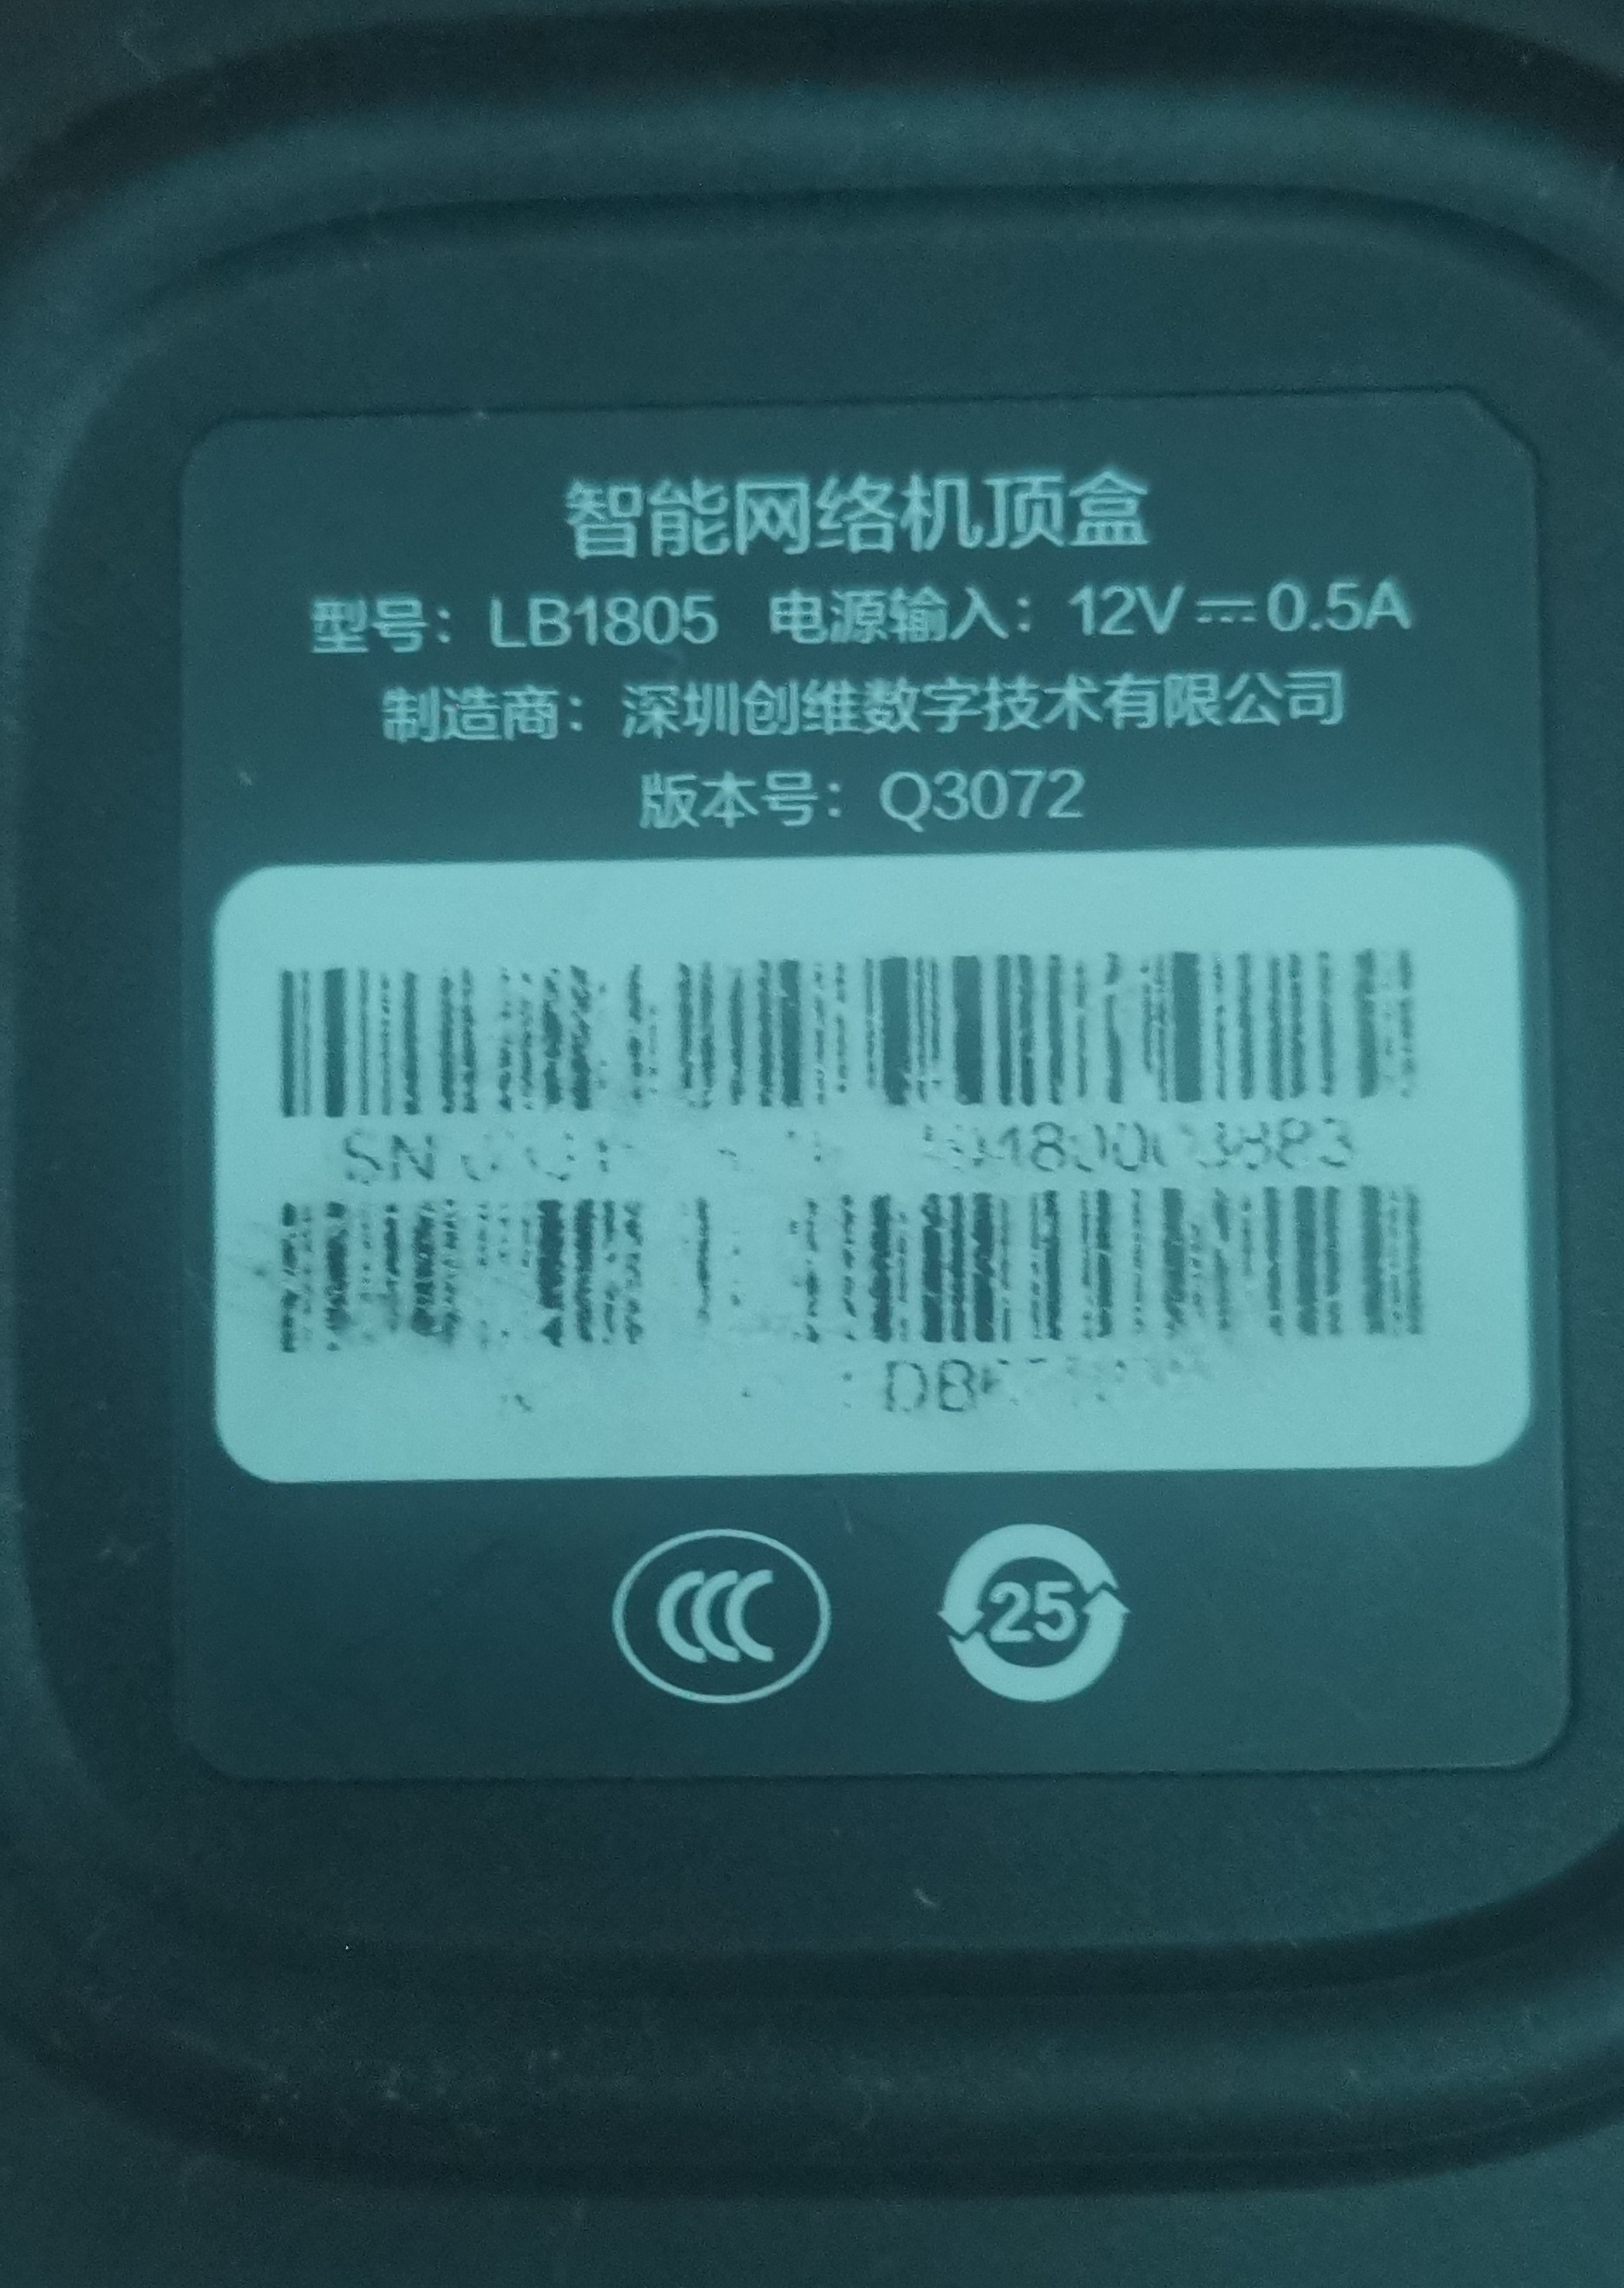 智能网络机顶盒
型号：LB1805 电源输入：12V⎓0.5A
制造商：深圳创维数字技术有限公司
版本号：Q3072
SN
CCC 25